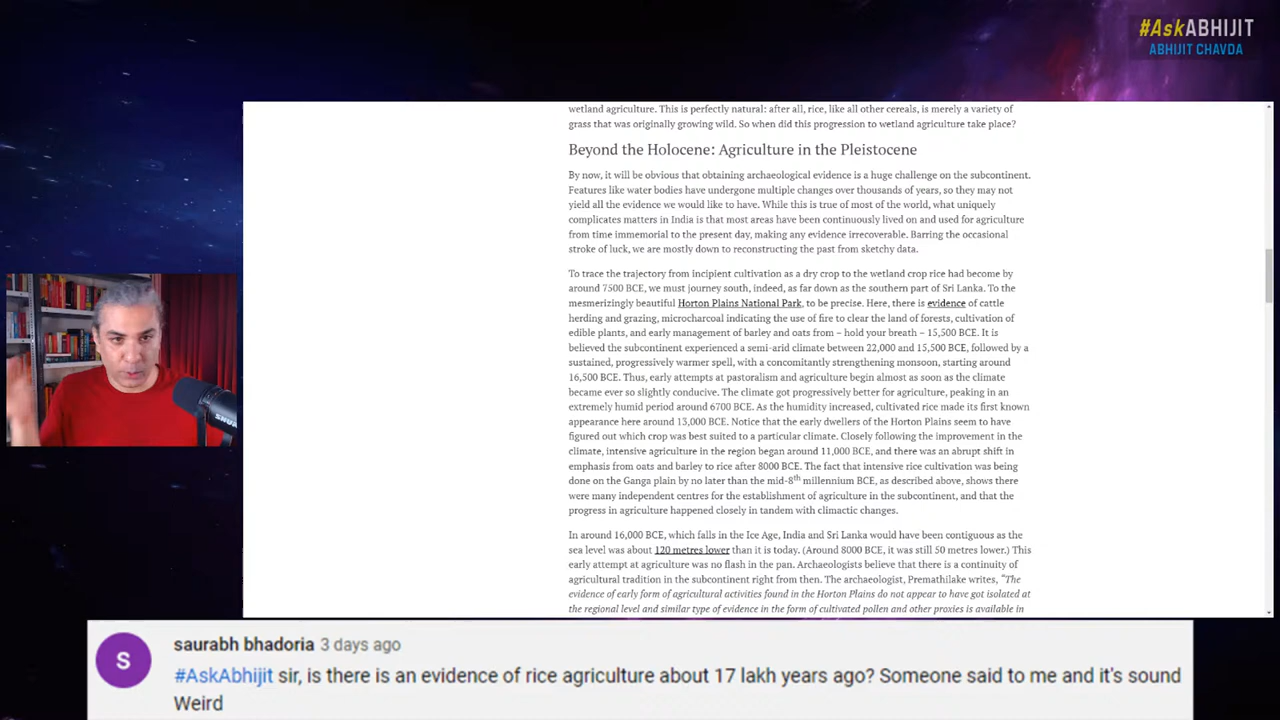 #AskABHIJIT
ABHIJIT CHAVDA
wetland agriculture. This is perfectly natural: after all, rice, like all other cereals, is merely a variety of
grass that was originally growing wild. So when did this progression to wetland agriculture take place?
Beyond the Holocene: Agriculture in the Pleistocene
By now, it will be obvious that obtaining archaeological evidence is a huge challenge on the subcontinent.
Features like water bodies have undergone multiple changes over thousands of years, so they may not
yield all the evidence we would like to have. While this is true of most of the world, what uniquely
complicates matters in India is that most areas have been continuously lived on and used for agriculture
from time immemorial to the present day, making any evidence irrecoverable. Barring the occasional
stroke of luck, we are mostly down to reconstructing the past from sketchy data.
To trace the trajectory from incipient cultivation as a dry crop to the wetland crop rice had become by
around 7500 BCE, we must journey south, indeed, as far down as the southern part of Sri Lanka. To the
mesmerizingly beautiful Horton Plains National Park, to be precise. Here, there is evidence of cattle
herding and grazing, microcharcoal indicating the use of fire to clear the land of forests, cultivation of
edible plants, and early management of barley and oats from – hold your breath – 15,500 BCE. It is
believed the subcontinent experienced a semi-arid climate between 22,000 and 15,500 BCE, followed by a
sustained, progressively warmer spell, with a concomitantly strengthening monsoon, starting around
16,500 BCE. Thus, early attempts at pastoralism and agriculture begin almost as soon as the climate
became ever so slightly conducive. The climate got progressively better for agriculture, peaking in an
extremely humid period around 6700 BCE. As the humidity increased, cultivated rice made its first known
appearance here around 13,000 BCE. Notice that the early dwellers of the Horton Plains seem to have
figured out which crop was best suited to a particular climate. Closely following the improvement in the
climate, intensive agriculture in the region began around 11,000 BCE, and there was an abrupt shift in
emphasis from oats and barley to rice after 8000 BCE. The fact that intensive rice cultivation was being
done on the Ganga plain by no later than the mid-8th millennium BCE, as described above, shows there
were many independent centres for the establishment of agriculture in the subcontinent, and that the
progress in agriculture happened closely in tandem with climactic changes.
In around 16,000 BCE, which falls in the Ice Age, India and Sri Lanka would have been contiguous as the
sea level was about 120 metres lower than it is today. (Around 8000 BCE, it was still 50 metres lower.) This
early attempt at agriculture was no flash in the pan. Archaeologists believe that there is a continuity of
agricultural tradition in the subcontinent right from then. The archaeologist, Premathilake, writes, “The
evidence of early form of agricultural activities found in the Horton Plains do not appear to have got isolated at
the regional level and similar type of evidence in the form of cultivated pollen and other proxies is available in
S
saurabh bhadoria 3 days ago
#AskAbhijit sir, is there is an evidence of rice agriculture about 17 lakh years ago? Someone said to me and it's sound
Weird